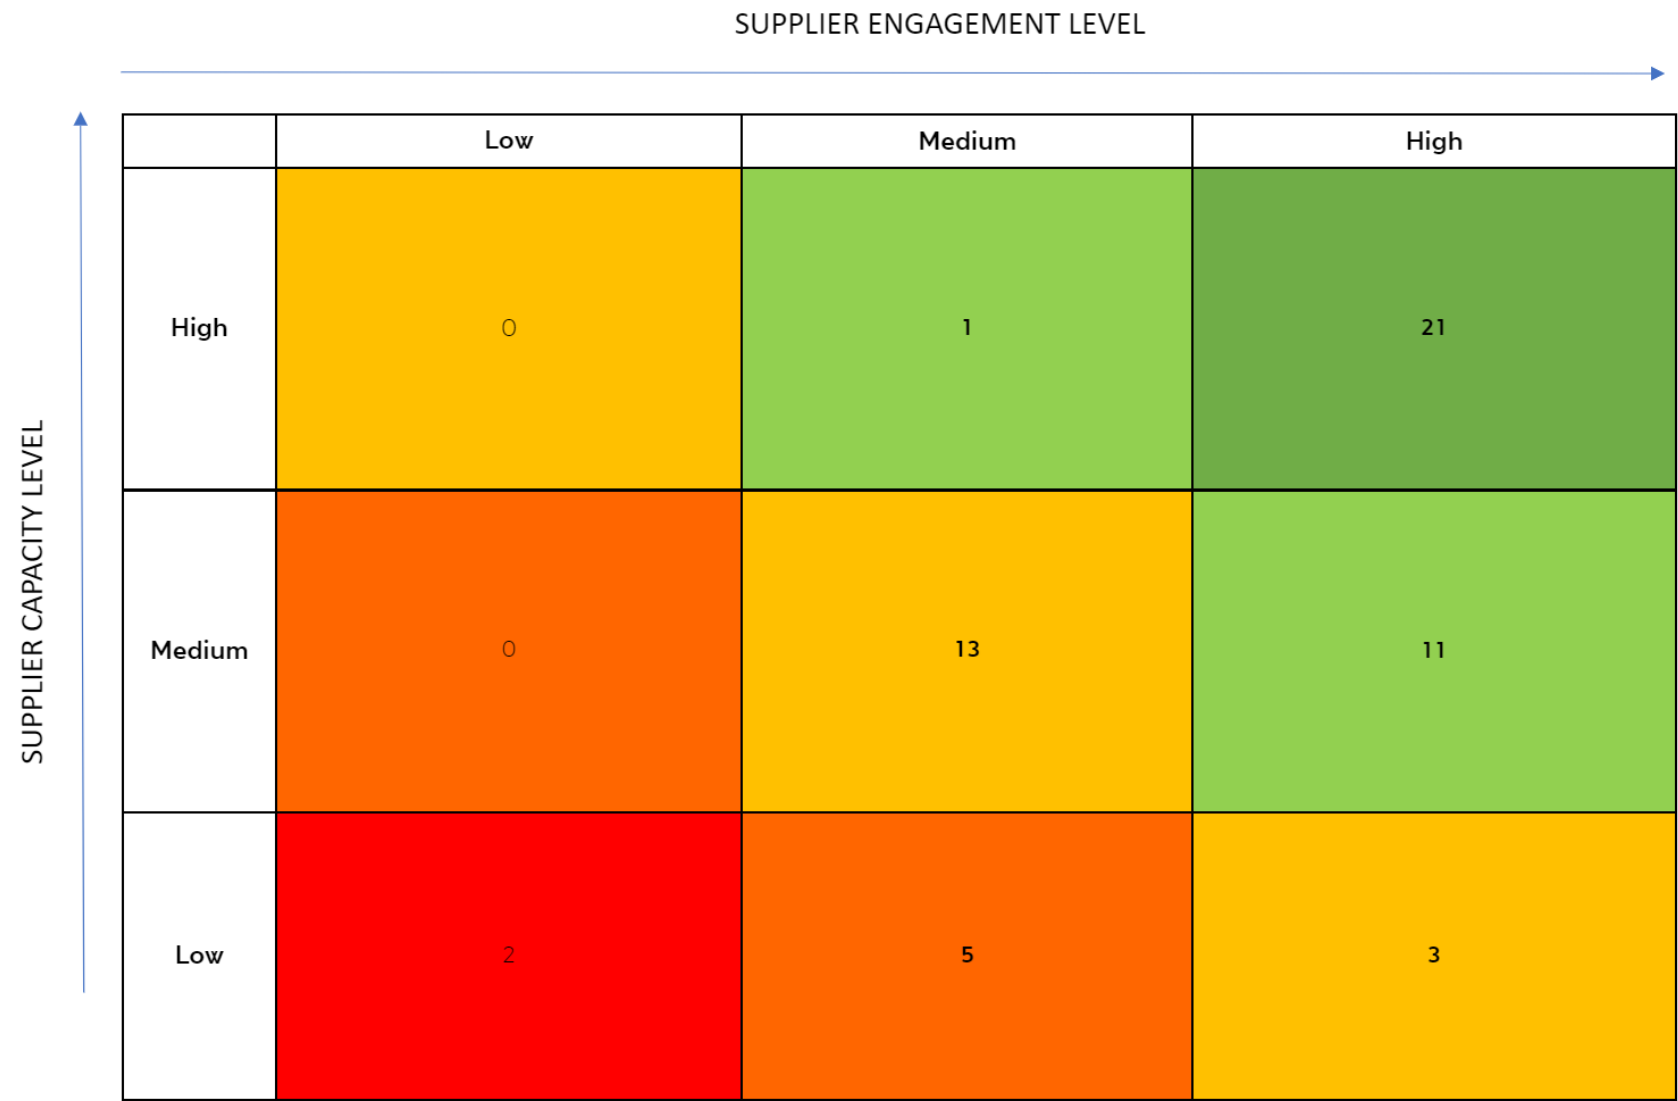 SUPPLIER ENGAGEMENT LEVEL
Low Medium High
SUPPLIER CAPACITY LEVEL
High 0 1 21
Medium 0 13 11
Low 2 5 3